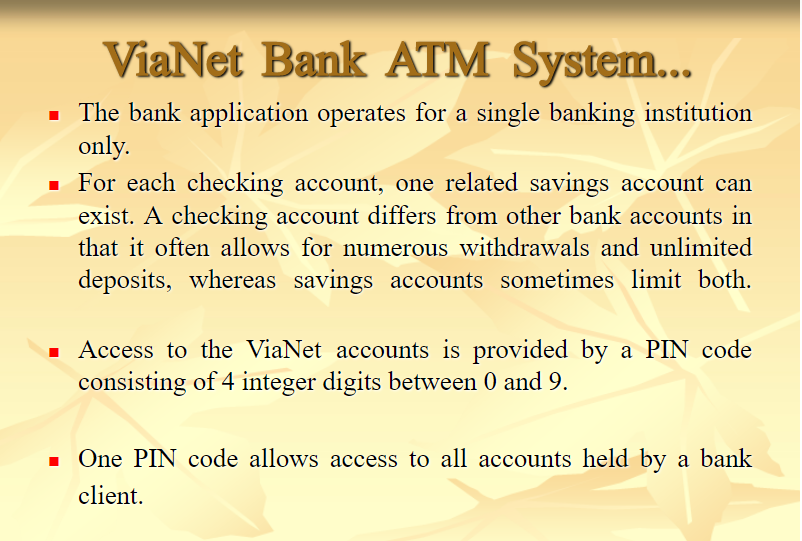 ViaNet Bank ATM System...
The bank application operates for a single banking institution
only.
For each checking account, one related savings account can
exist. A checking account differs from other bank accounts in
that it often allows for numerous withdrawals and unlimited
deposits, whereas savings accounts sometimes limit both.
Access to the ViaNet accounts is provided by a PIN code
consisting of 4 integer digits between 0 and 9.
One PIN code allows access to all accounts held by a bank
client.